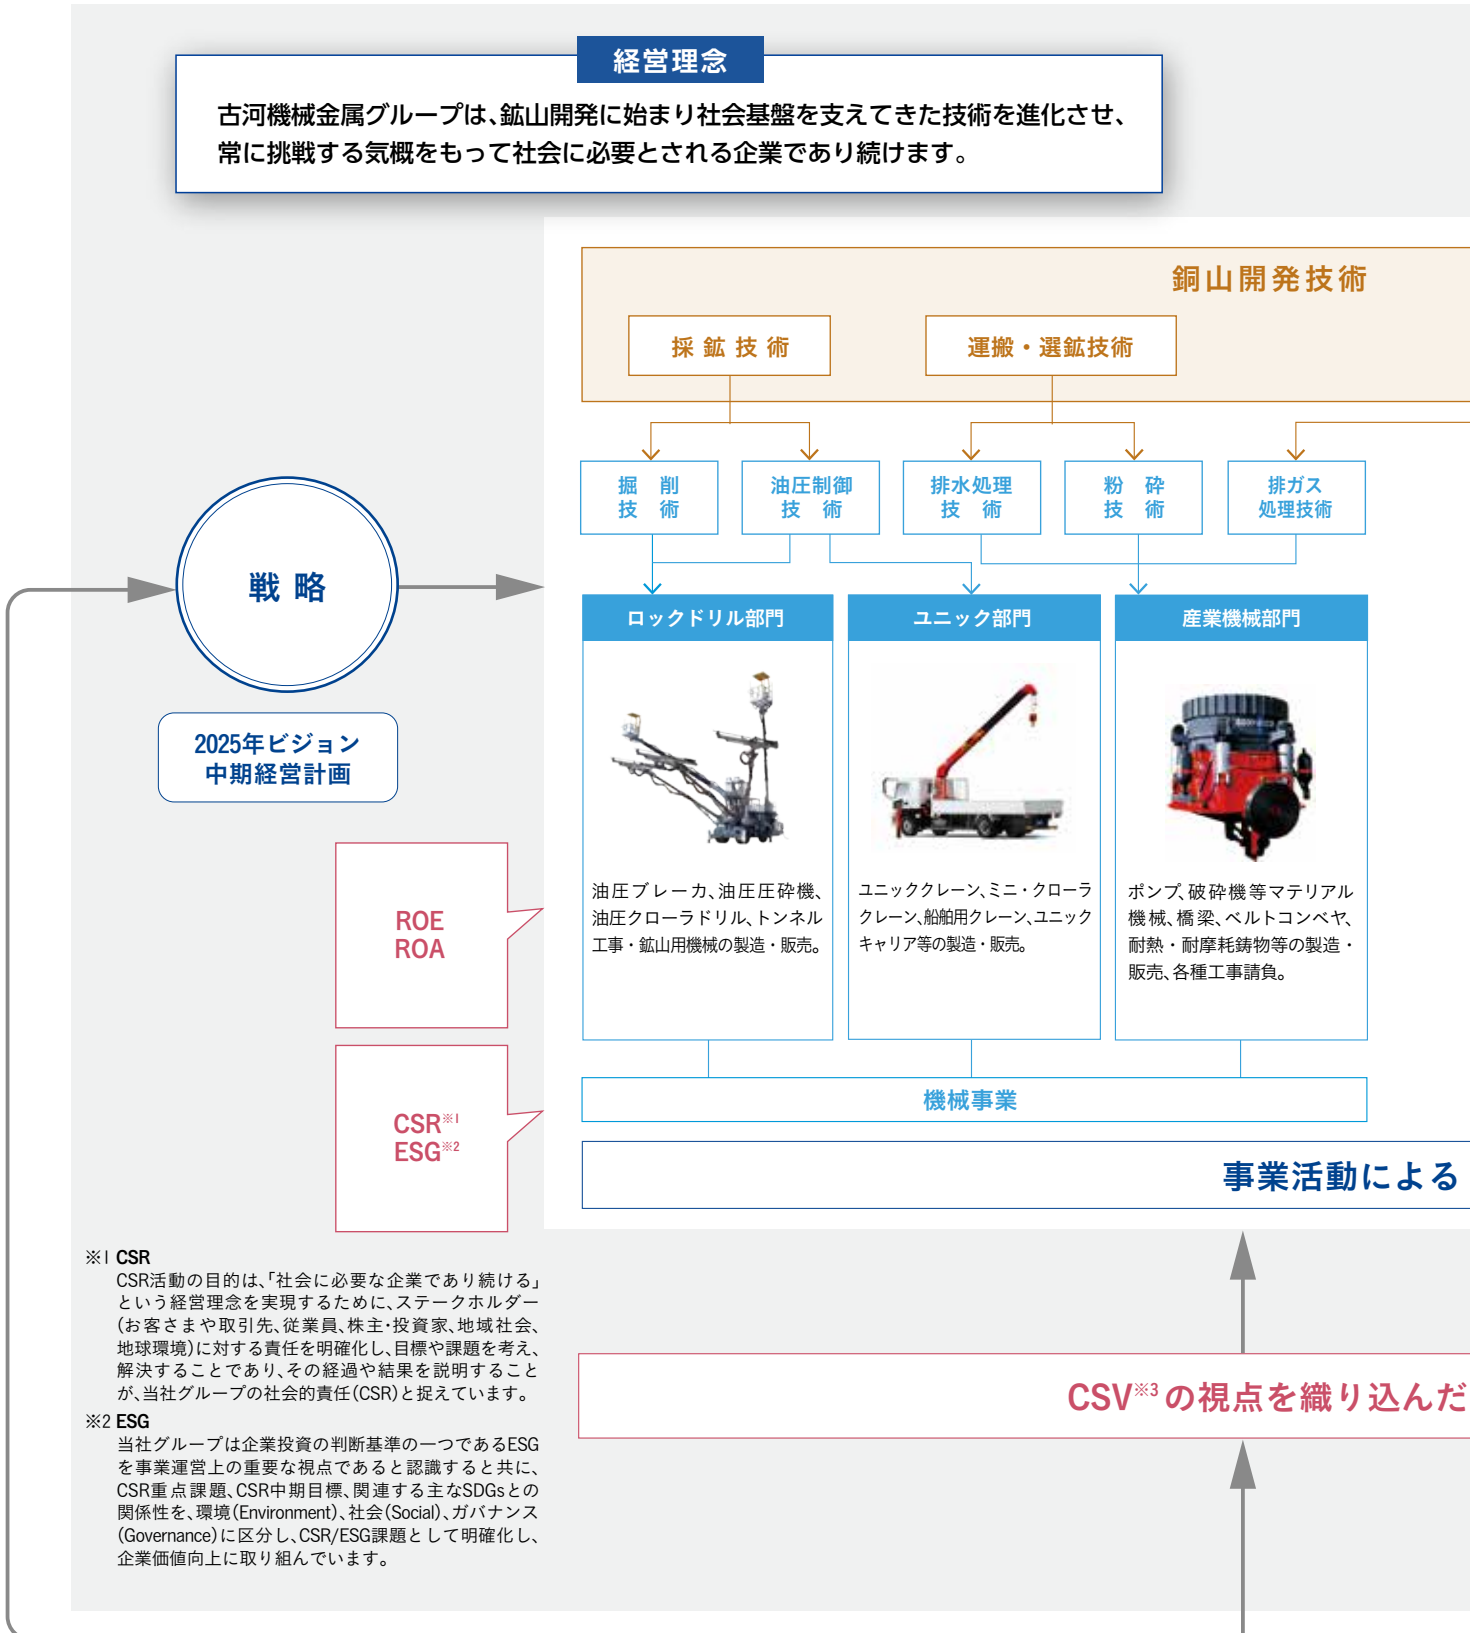 経営理念
古河機械金属グループは、鉱山開発に始まり社会基盤を支えてきた技術を進化させ、
常に挑戦する気概をもって社会に必要とされる企業であり続けます。
銅山開発技術
採鉱技術
運搬・選鉱技術
掘削
技術
油圧制御
技術
排水処理
技術
粉砕
技術
排ガス
処理技術
戦略
2025年ビジョン
中期経営計画
ロックドリル部門
油圧ブレーカ、油圧圧砕機、
油圧クローラドリル、トンネル
工事・鉱山用機械の製造・販売。
ユニック部門
ユニッククレーン、ミニ・クローラ
クレーン、船舶用クレーン、ユニック
キャリア等の製造・販売。
産業機械部門
ポンプ、破砕機等マテリアル
機械、橋梁、ベルトコンベヤ、
耐熱・耐摩耗鋳物等の製造・
販売、各種工事請負。
ROE
ROA
CSR※1
ESG※2
機械事業
事業活動による
※1 CSR
CSR活動の目的は、「社会に必要な企業であり続ける」
という経営理念を実現するために、ステークホルダー
(お客さまや取引先、従業員、株主・投資家、地域社会、
地球環境)に対する責任を明確化し、目標や課題を考え、
解決することであり、その経過や結果を説明すること
が、当社グループの社会的責任(CSR)と捉えています。
※2 ESG
当社グループは企業投資の判断基準の一つであるESG
を事業運営上の重要な視点であると認識すると共に、
CSR重点課題、CSR中期目標、関連する主なSDGsとの
関係性を、環境(Environment)、社会(Social)、ガバナンス
(Governance)に区分し、CSR/ESG課題として明確化し、
企業価値向上に取り組んでいます。
CSV※3の視点を織り込んだ